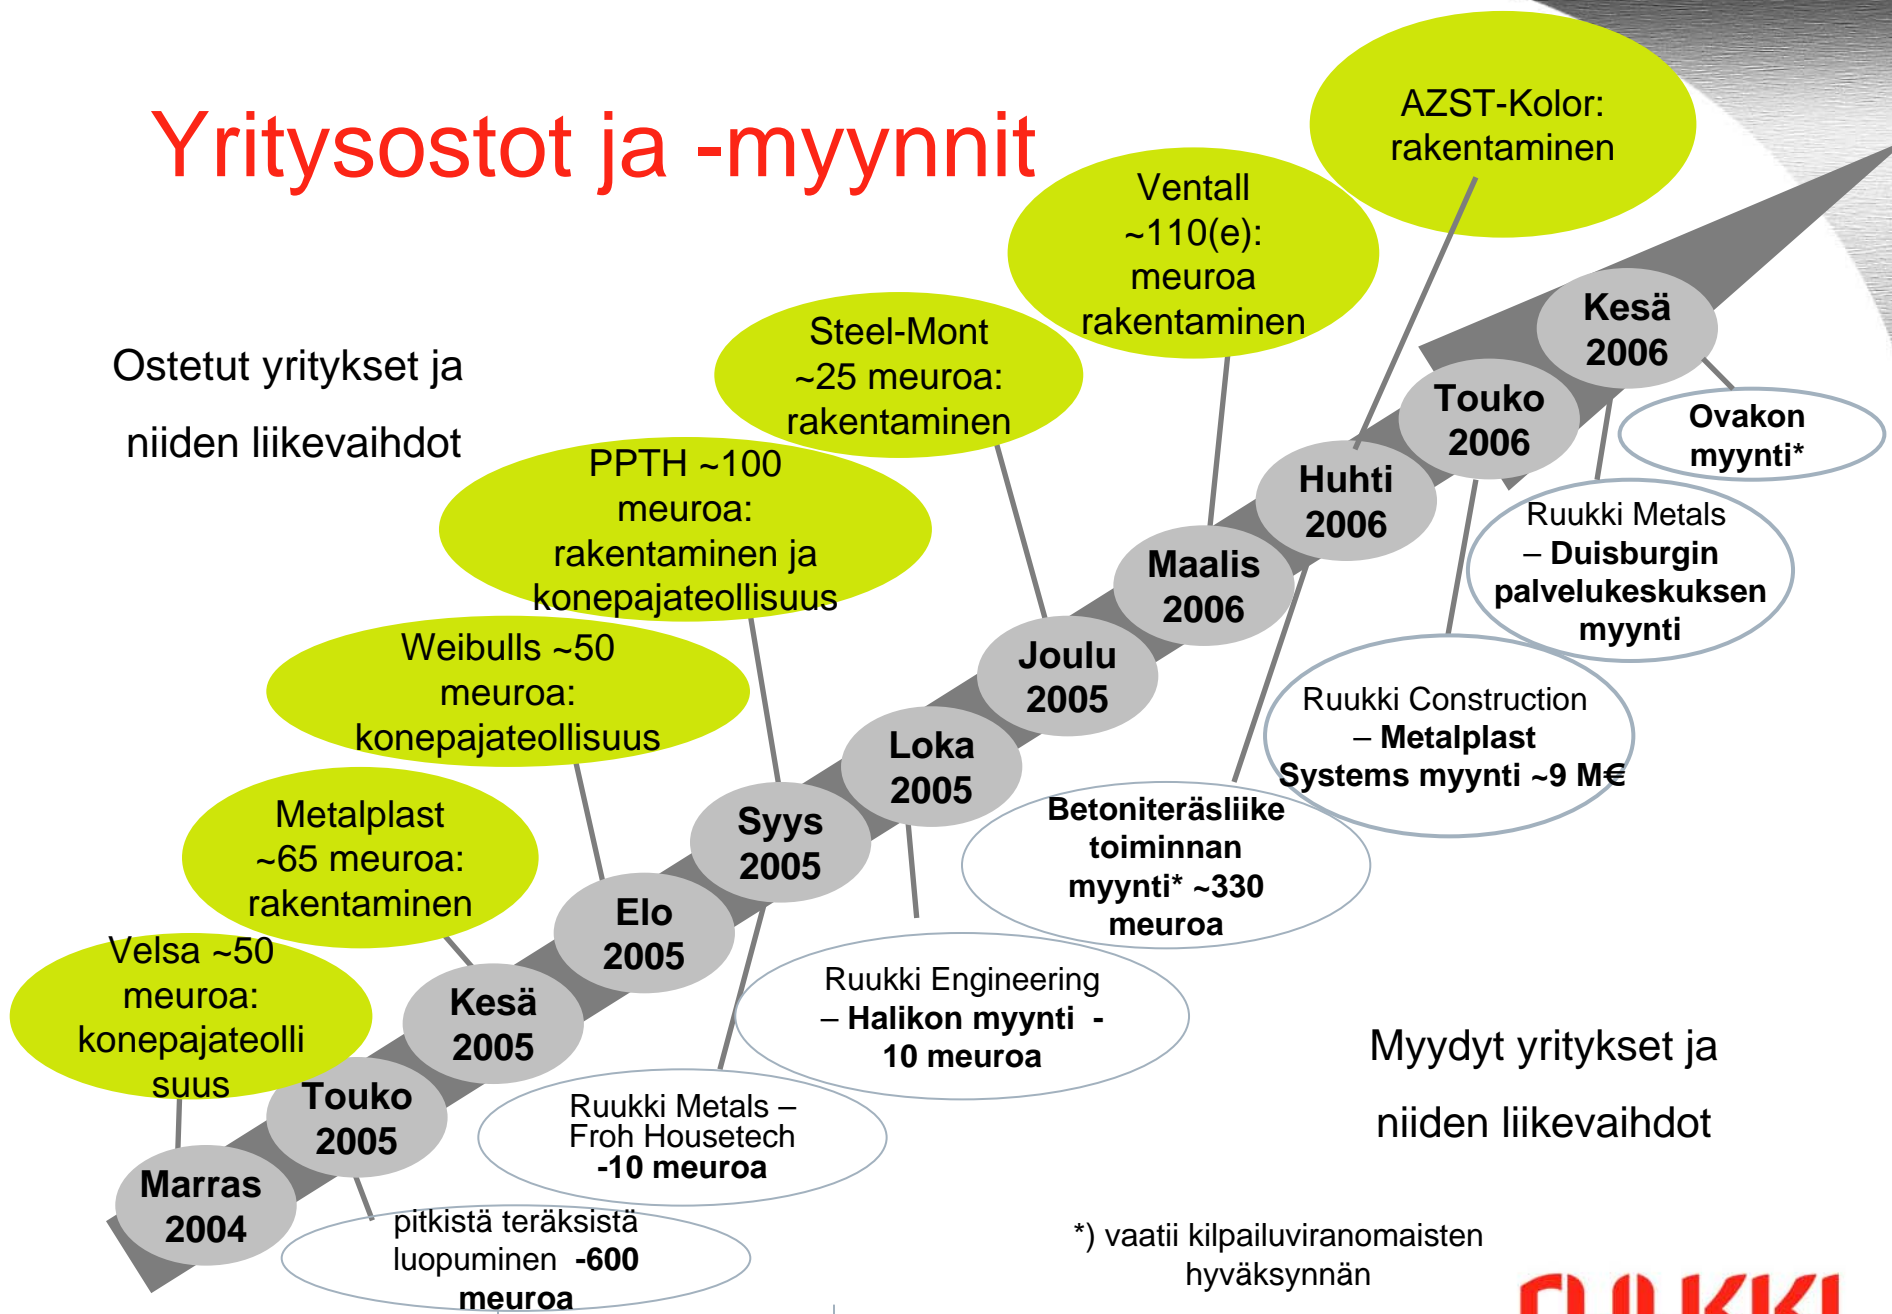 Yritysostot ja -myynnit
AZST-Kolor:
rakentaminen
Ventall
~110(e):
meuroa
rakentaminen
Steel-Mont
~25 meuroa:
rakentaminen
Ostetut yritykset ja
niiden liikevaihdot
PPTH ~100
meuroa:
rakentaminen ja
konepajateollisuus
Weibulls ~50
meuroa:
konepajateollisuus
Metalplast
~65 meuroa:
rakentaminen
Velsa ~50
meuroa:
konepajateolli
suus
Marras
2004
Touko
2005
Kesä
2005
Elo
2005
Syys
2005
Loka
2005
Joulu
2005
Maalis
2006
Huhti
2006
Touko
2006
Kesä
2006
Ovakon
myynti*
Ruukki Metals
– Duisburgin
palvelukeskuksen
myynti
Ruukki Construction
– Metalplast
Systems myynti ~9 M€
Betoniteräsliike
toiminnan
myynti* ~330
meuroa
Ruukki Engineering
– Halikon myynti -
10 meuroa
Ruukki Metals –
Froh Housetech
-10 meuroa
pitkistä teräksistä
luopuminen -600
meuroa
Myydyt yritykset ja
niiden liikevaihdot
*) vaatii kilpailuviranomaisten
hyväksynnän
RUUKKI